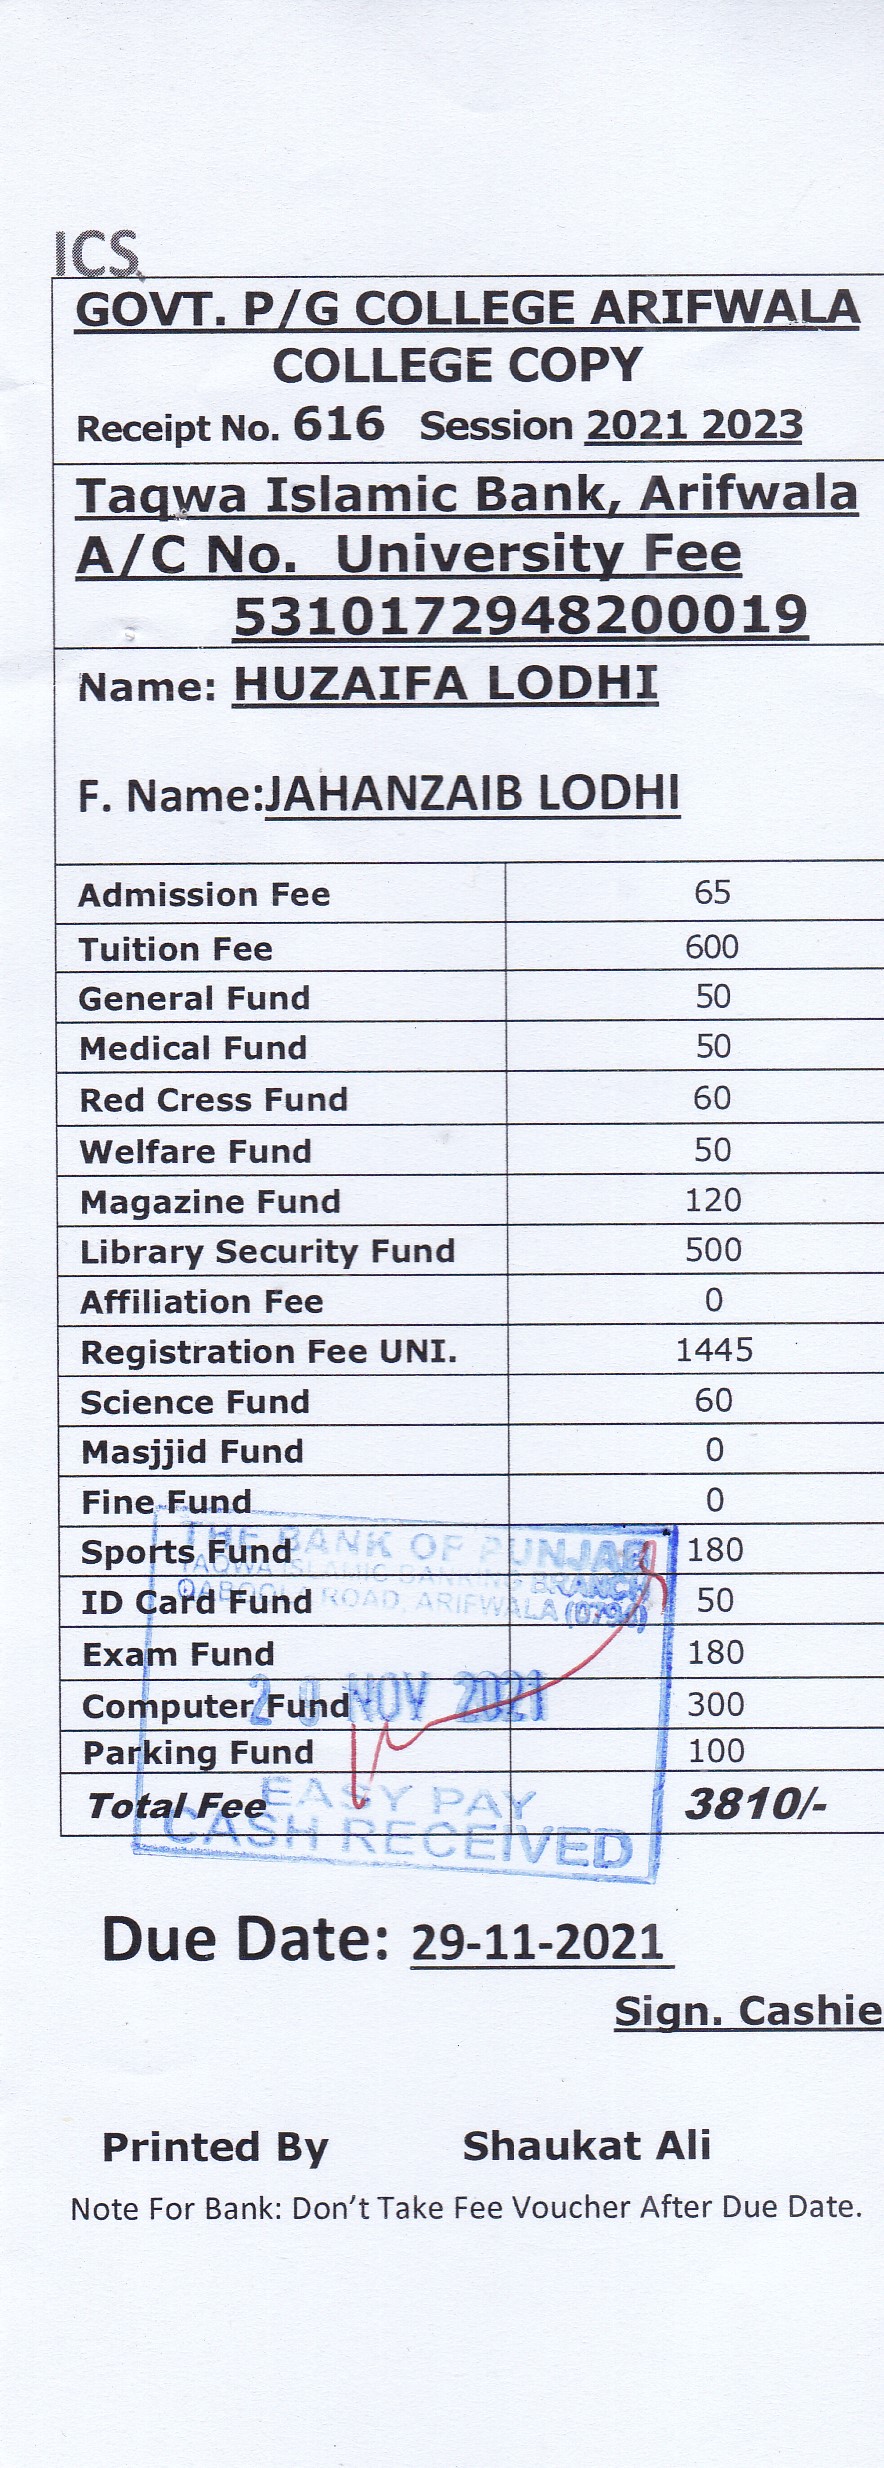 ICS.
GOVT. P/G COLLEGE ARIFWALA
COLLEGE COPY
Receipt No. 616 Session 2021 2023
Taqwa Islamic Bank, Arifwala
A/C No. University Fee
5310172948200019
Name: HUZAIFA LODHI
F. Name:JAHANZAIB LODHI
Admission Fee 65
Tuition Fee 600
General Fund 50
Medical Fund 50
Red Cress Fund 60
Welfare Fund 50
Magazine Fund 120
Library Security Fund 500
Affiliation Fee 0
Registration Fee UNI. 1445
Science Fund 60
Masjjid Fund 0
Fine Fund 0
Sports Fund 180
ID Card Fund 50
Exam Fund 180
Computer Fund 300
Parking Fund 100
Total Fee 3810/-
THE BANK OF PUNJAB
TAQWA ISLAMIC BANKING BRANCH
QABOOLA ROAD, ARIFWALA
NOV 2021
EASY PAY
CASH RECEIVED
Due Date: 29-11-2021
Sign. Cashie
Printed By Shaukat Ali
Note For Bank: Don’t Take Fee Voucher After Due Date.